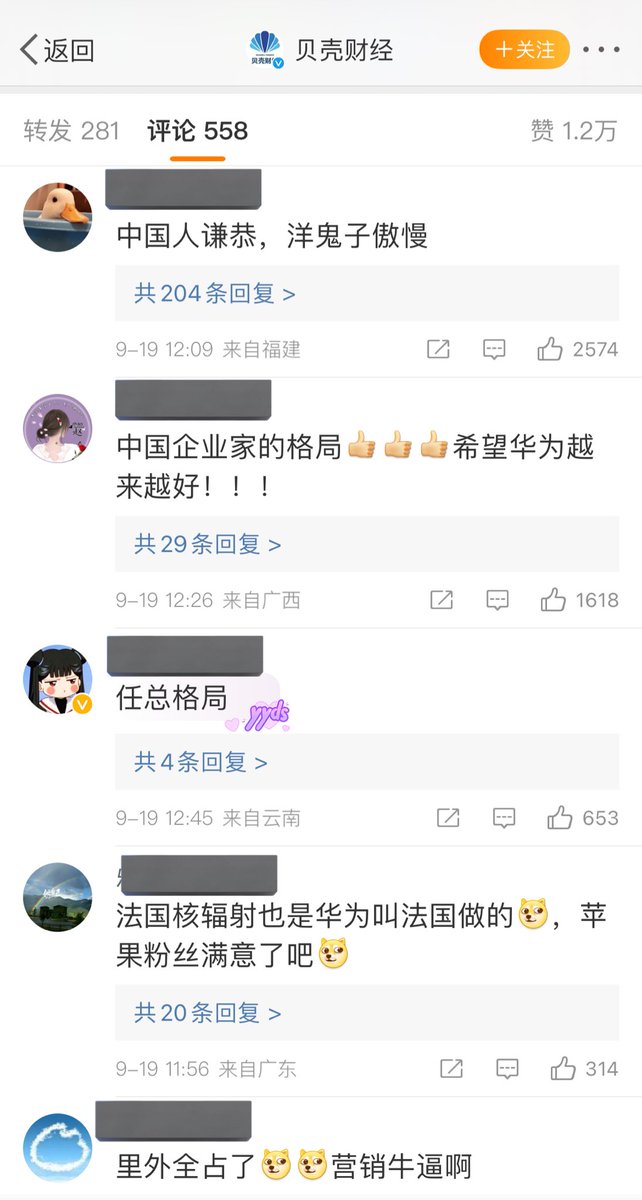 返回
贝壳财经
贝壳财经
+关注
转发 281
评论 558
赞 1.2万
中国人谦恭，洋鬼子傲慢
共204条回复 >
9-19 12:09 来自福建
2574
中国企业家的格局👍👍👍希望华为越
来越好！！！
共29条回复 >
9-19 12:26 来自广西
1618
任总格局
yyds
共4条回复 >
9-19 12:45 来自云南
653
法国核辐射也是华为叫法国做的，苹
果粉丝满意了吧
共20条回复 >
9-19 11:56 来自广东
314
里外全占了营销牛逼啊